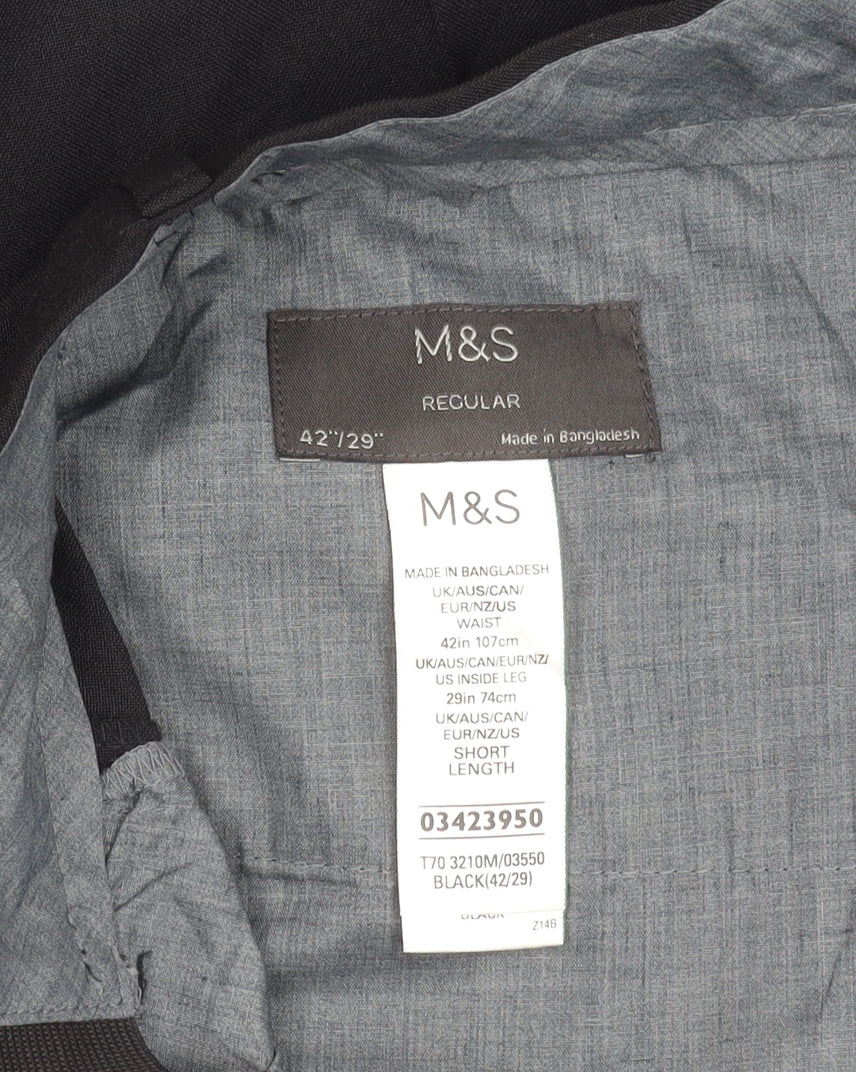 M&S
REGULAR
42"/29" Made in Bangladesh
M&S
MADE IN BANGLADESH
UK/AUS/CAN/
EUR/NZ/US
WAIST
42in 107cm
UK/AUS/CAN/EUR/NZ/
US INSIDE LEG
29in 74cm
UK/AUS/CAN/
EUR/NZ/US
SHORT
LENGTH
03423950
T70 3210M/03550
BLACK(42/29)
BLACK
Z14B